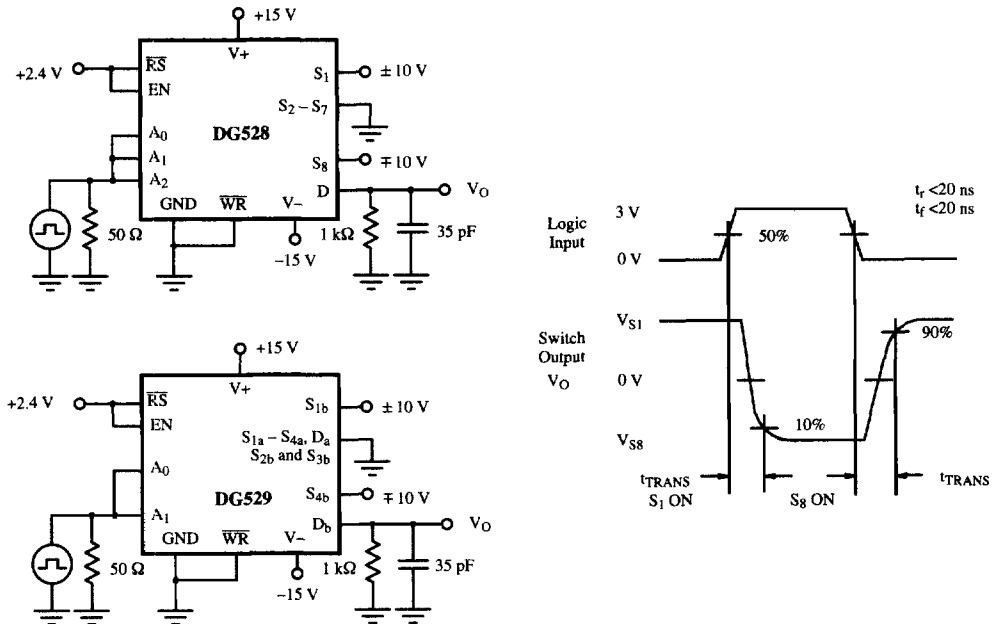 +15 V
V+
+2.4 V
RS
EN
S1
± 10 V
S2 – S7
DG528
A0
A1
A2
S8
∓ 10 V
D
VO
GND
WR
V–
50 Ω
–15 V
1 kΩ
35 pF
+15 V
V+
+2.4 V
RS
EN
S1b
± 10 V
S1a – S4a, Da
S2b and S3b
A0
DG529
S4b
∓ 10 V
A1
Db
VO
GND
WR
V–
50 Ω
–15 V
1 kΩ
35 pF
tr <20 ns
tf <20 ns
Logic
Input
3 V
50%
0 V
Switch
Output
VO
VS1
90%
0 V
10%
VS8
tTRANS
S1 ON
S8 ON
tTRANS